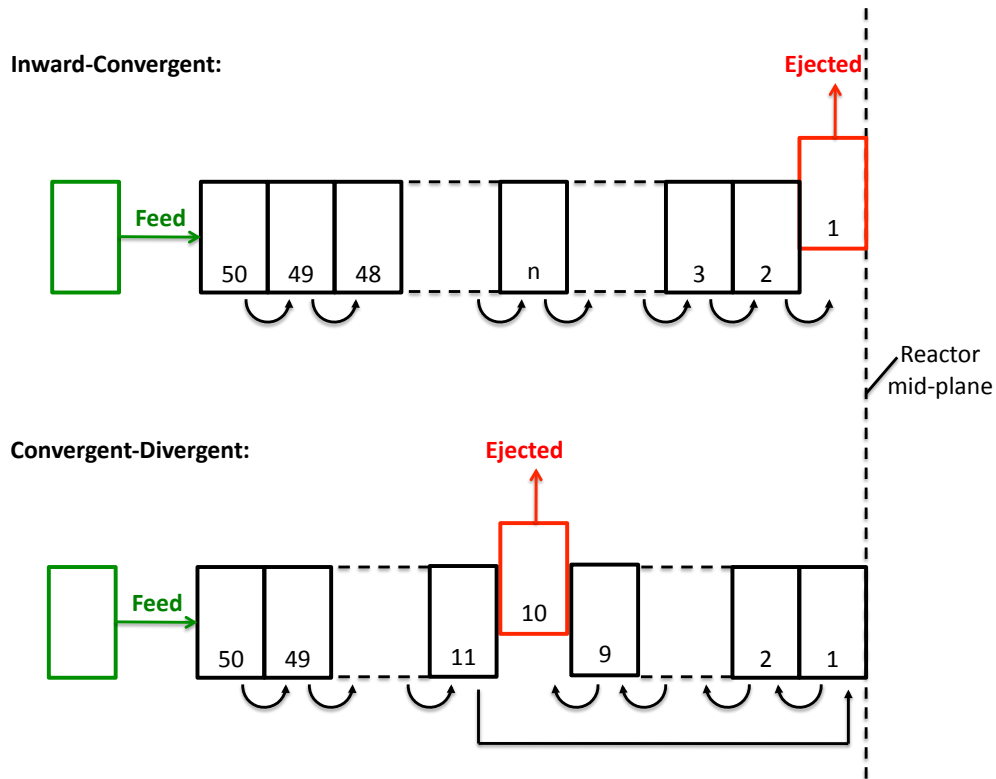 Inward-Convergent:
Ejected
Feed
50 49 48 n 3 2 1
Reactor
mid-plane
Convergent-Divergent:
Ejected
Feed
50 49 11 10 9 2 1